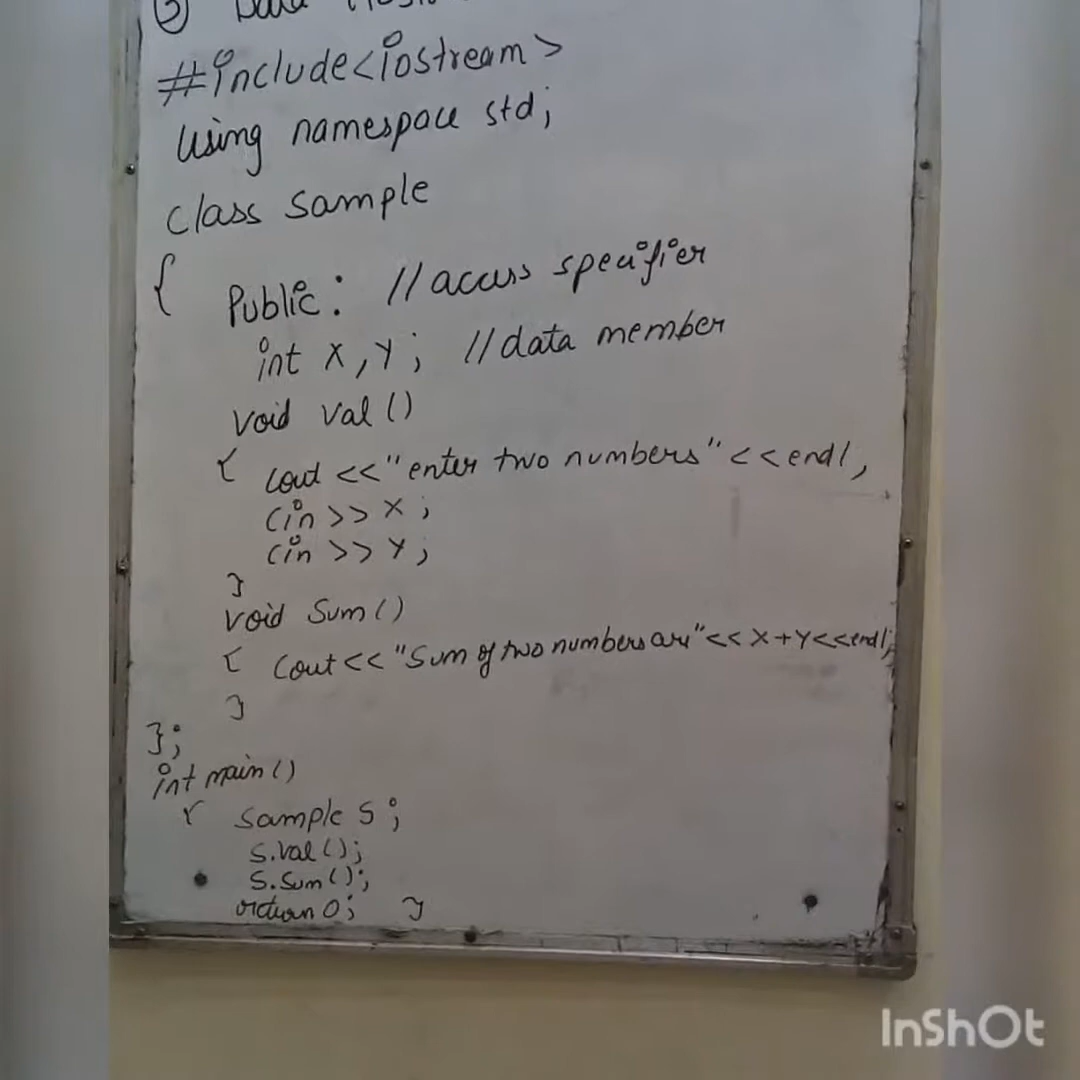 ③ Data
#include<iostream>
using namespace std;
class sample
{ Public: //access specifier
int X,Y; //data member
void val()
{ cout <<"enter two numbers"<<endl;
cin >> X;
cin >> Y;
}
void Sum()
{ cout<<"Sum of two numbers are"<<X+Y<<endl;
}
};
int main()
{ sample S;
S.val();
S.sum();
return 0; }
InShOt